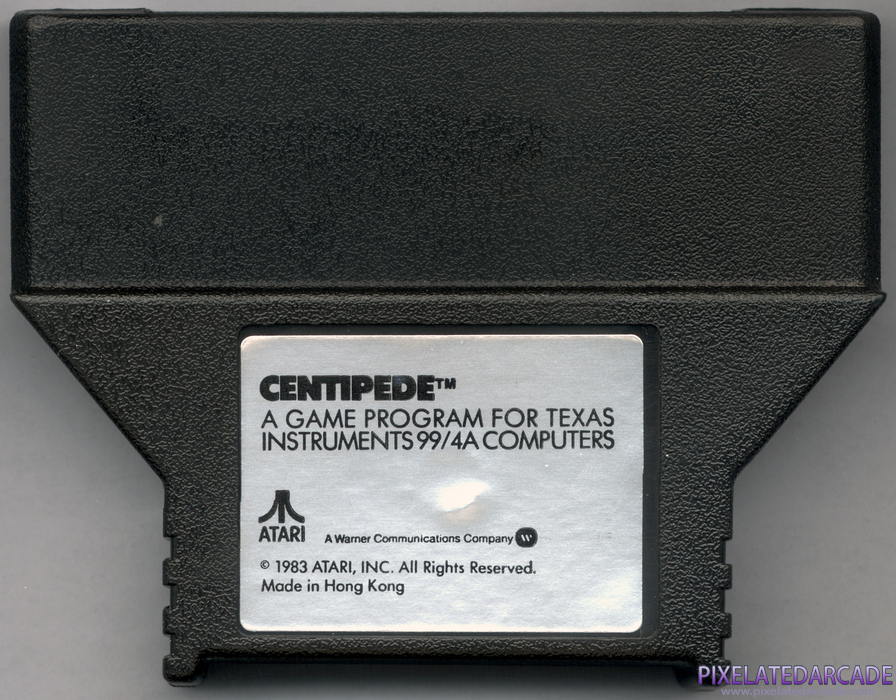 CENTIPEDE™
A GAME PROGRAM FOR TEXAS
INSTRUMENTS 99/4A COMPUTERS
ATARI
A Warner Communications Company W
© 1983 ATARI, INC. All Rights Reserved.
Made in Hong Kong
PIXELATEDARCADE
www.pixelatedarcade.com